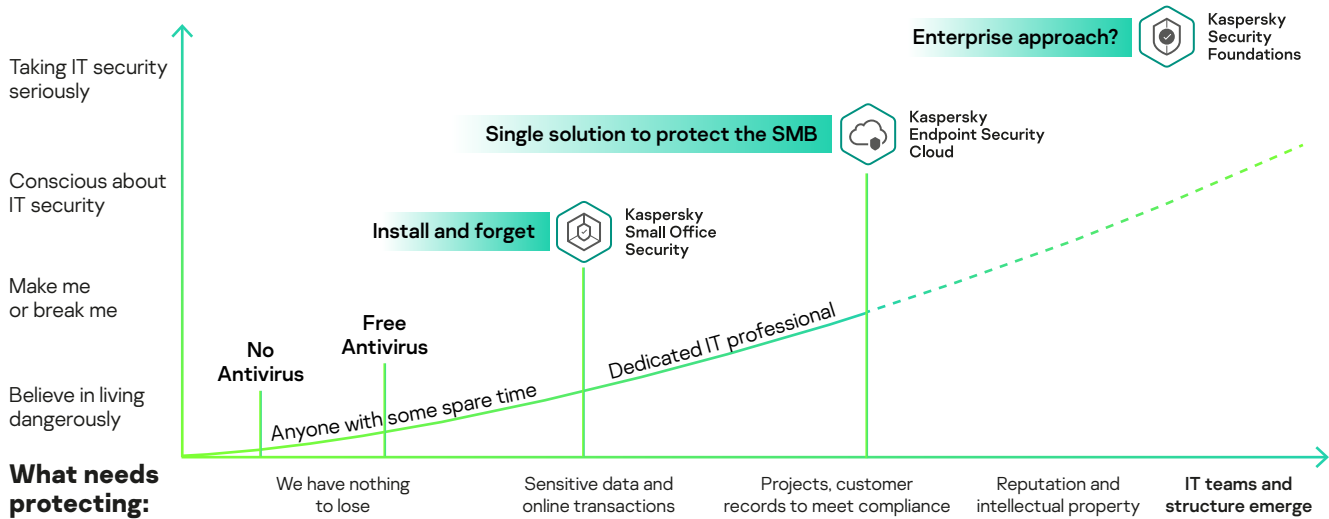 Enterprise approach?
Kaspersky
Security
Foundations
Taking IT security
seriously
Single solution to protect the SMB
Kaspersky
Endpoint Security
Cloud
Conscious about
IT security
Install and forget
Kaspersky
Small Office
Security
Make me
or break me
Free
Antivirus
No
Antivirus
Dedicated IT professional
Believe in living
dangerously
Anyone with some spare time
What needs
protecting:
We have nothing
to lose
Sensitive data and
online transactions
Projects, customer
records to meet compliance
Reputation and
intellectual property
IT teams and
structure emerge